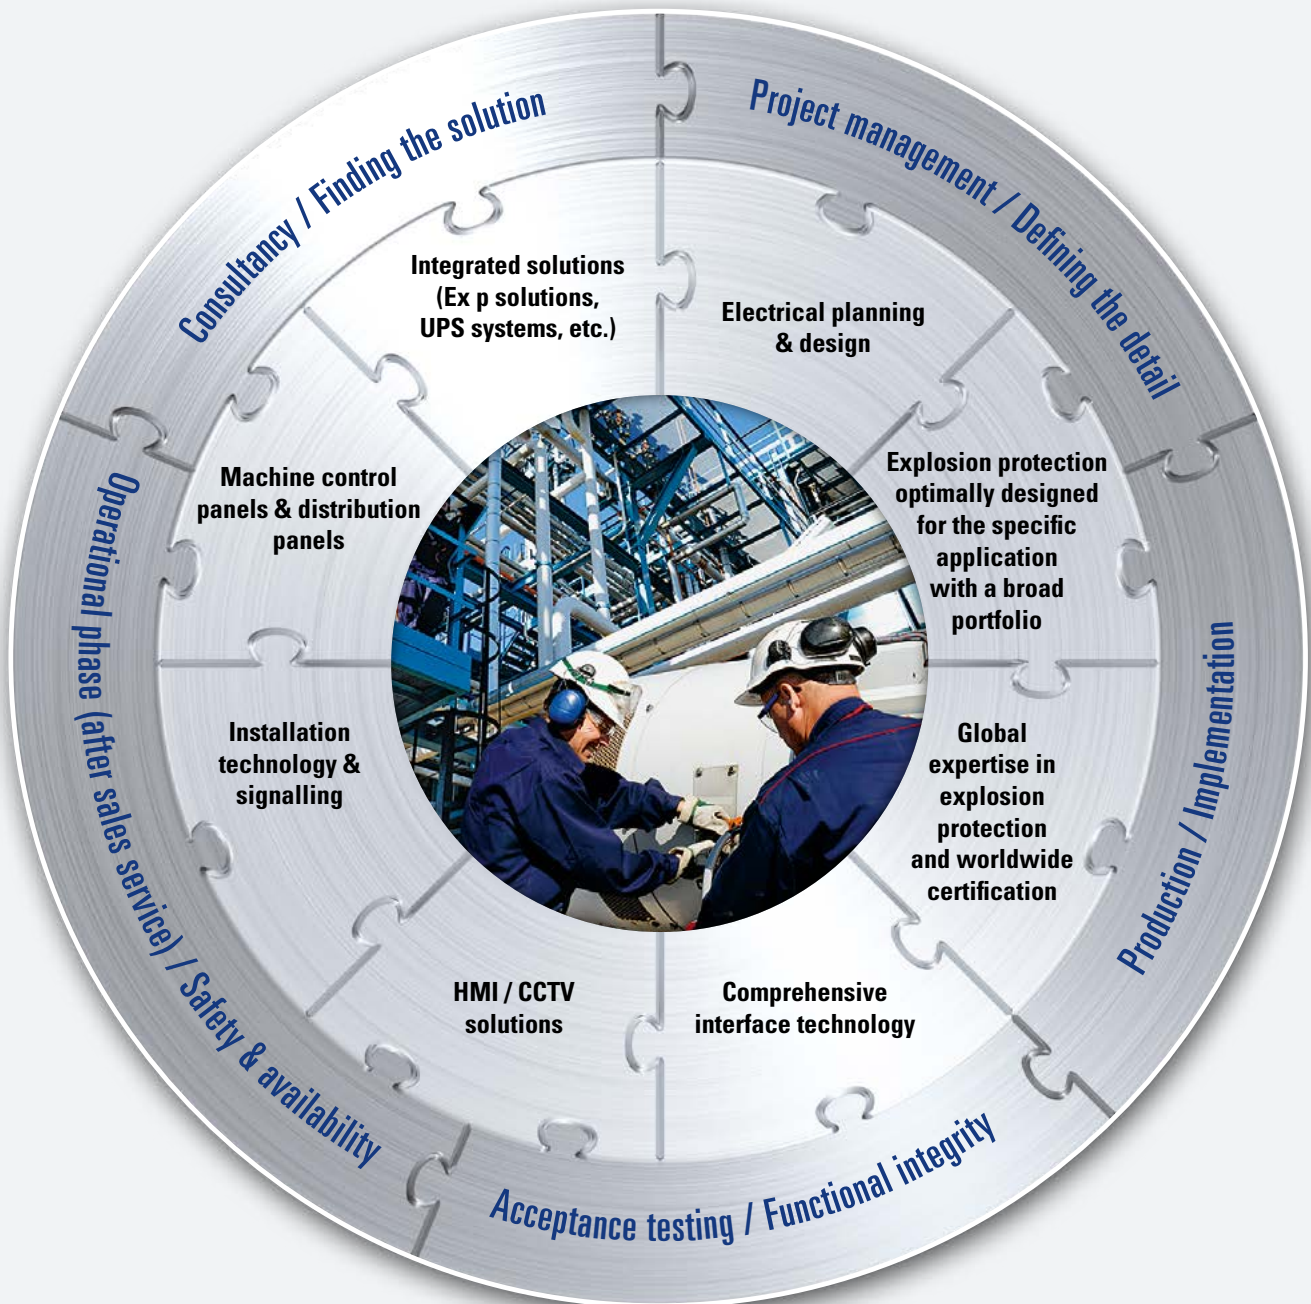 Consultancy / Finding the solution
Project management / Defining the detail
Production / Implementation
Acceptance testing / Functional integrity
Operational phase (after sales service) / Safety & availability
Integrated solutions
(Ex p solutions,
UPS systems, etc.)
Electrical planning
& design
Explosion protection
optimally designed
for the specific
application
with a broad
portfolio
Global
expertise in
explosion
protection
and worldwide
certification
Comprehensive
interface technology
HMI / CCTV
solutions
Installation
technology &
signalling
Machine control
panels & distribution
panels